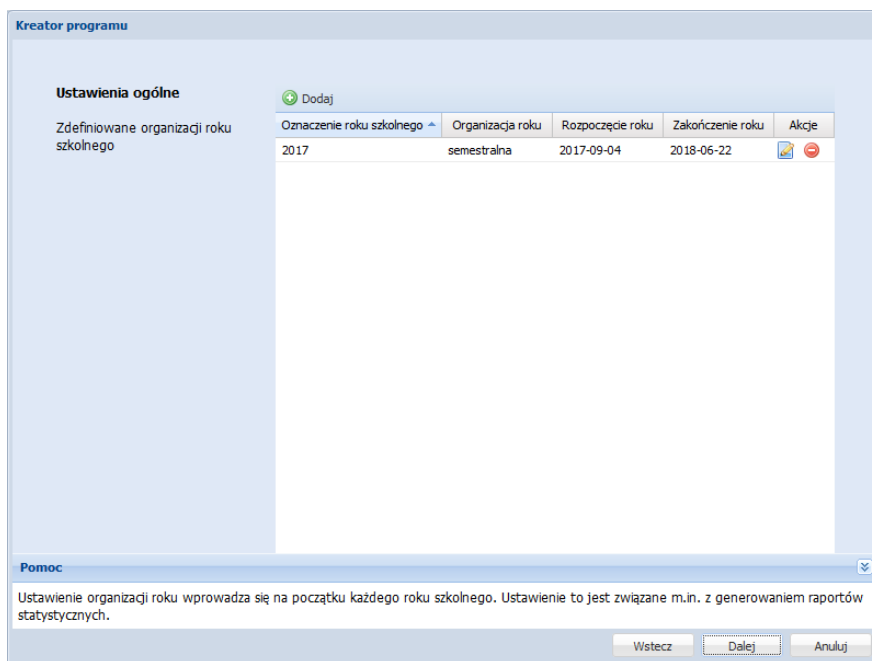 Kreator programu
Ustawienia ogólne
Zdefiniowane organizacji roku
szkolnego
Dodaj
Oznaczenie roku szkolnego Organizacja roku Rozpoczęcie roku Zakończenie roku Akcje
2017 semestralna 2017-09-04 2018-06-22
Pomoc
Ustawienie organizacji roku wprowadza się na początku każdego roku szkolnego. Ustawienie to jest związane m.in. z generowaniem raportów
statystycznych.
Wstecz Dalej Anuluj